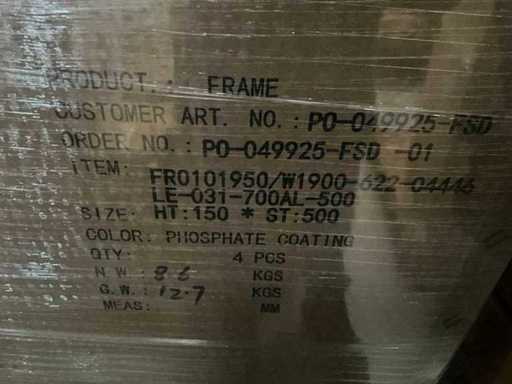 PRODUCT.: FRAME
CUSTOMER ART. NO.: PO-049925-FSD
ORDER NO.: PO-049925-FSD -01
iTEM: FR0101950/W1900-622-04446
LE-031-700AL-500
SIZE: HT:150 * ST:500
COLOR: PHOSPHATE COATING
QTY: 4 PCS
N.W.: 8.6 KGS
G.W.: 12.7 KGS
MEAS: MM